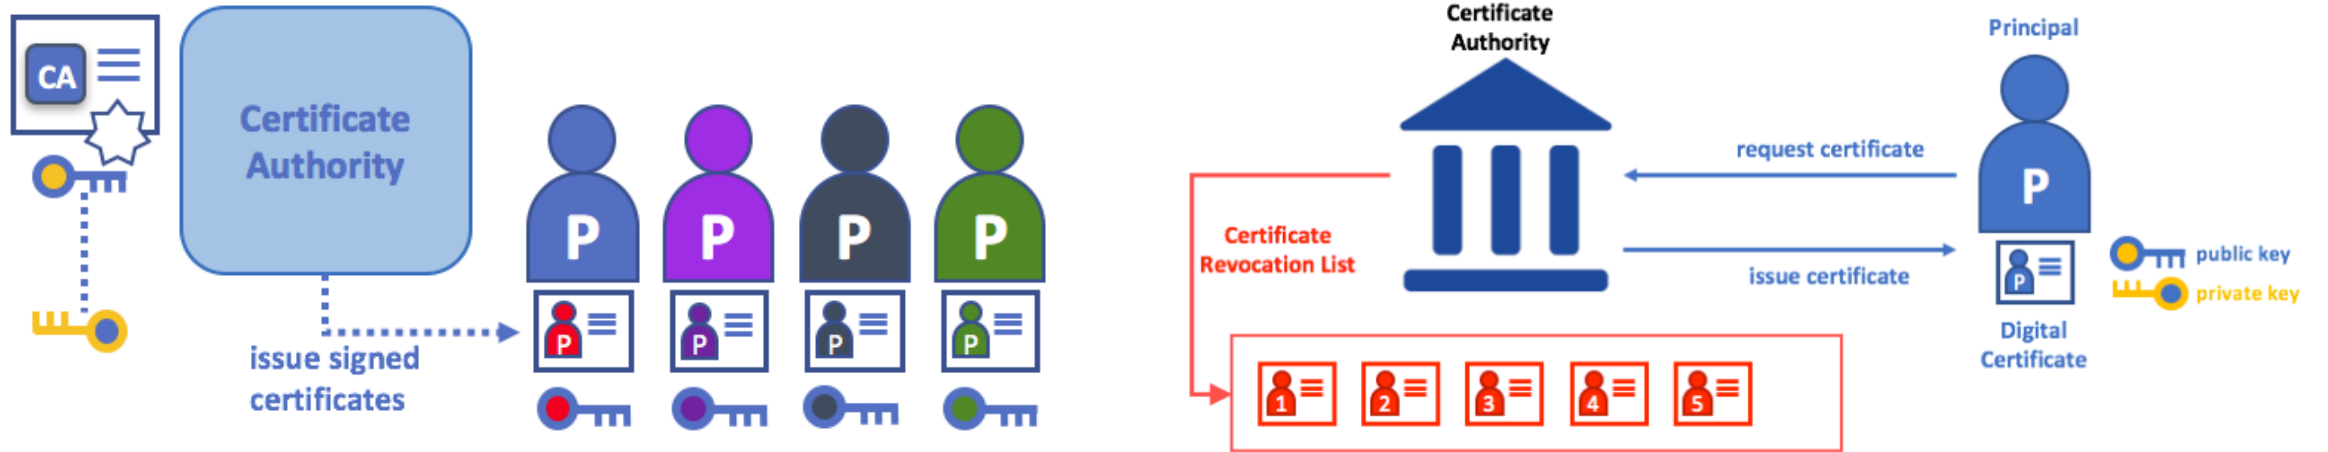 CA
Certificate
Authority
issue signed
certificates
P
P
P
P
P
P
P
P
Certificate
Authority
Principal
request certificate
P
Certificate
Revocation List
issue certificate
P
public key
private key
Digital
Certificate
1
2
3
4
5